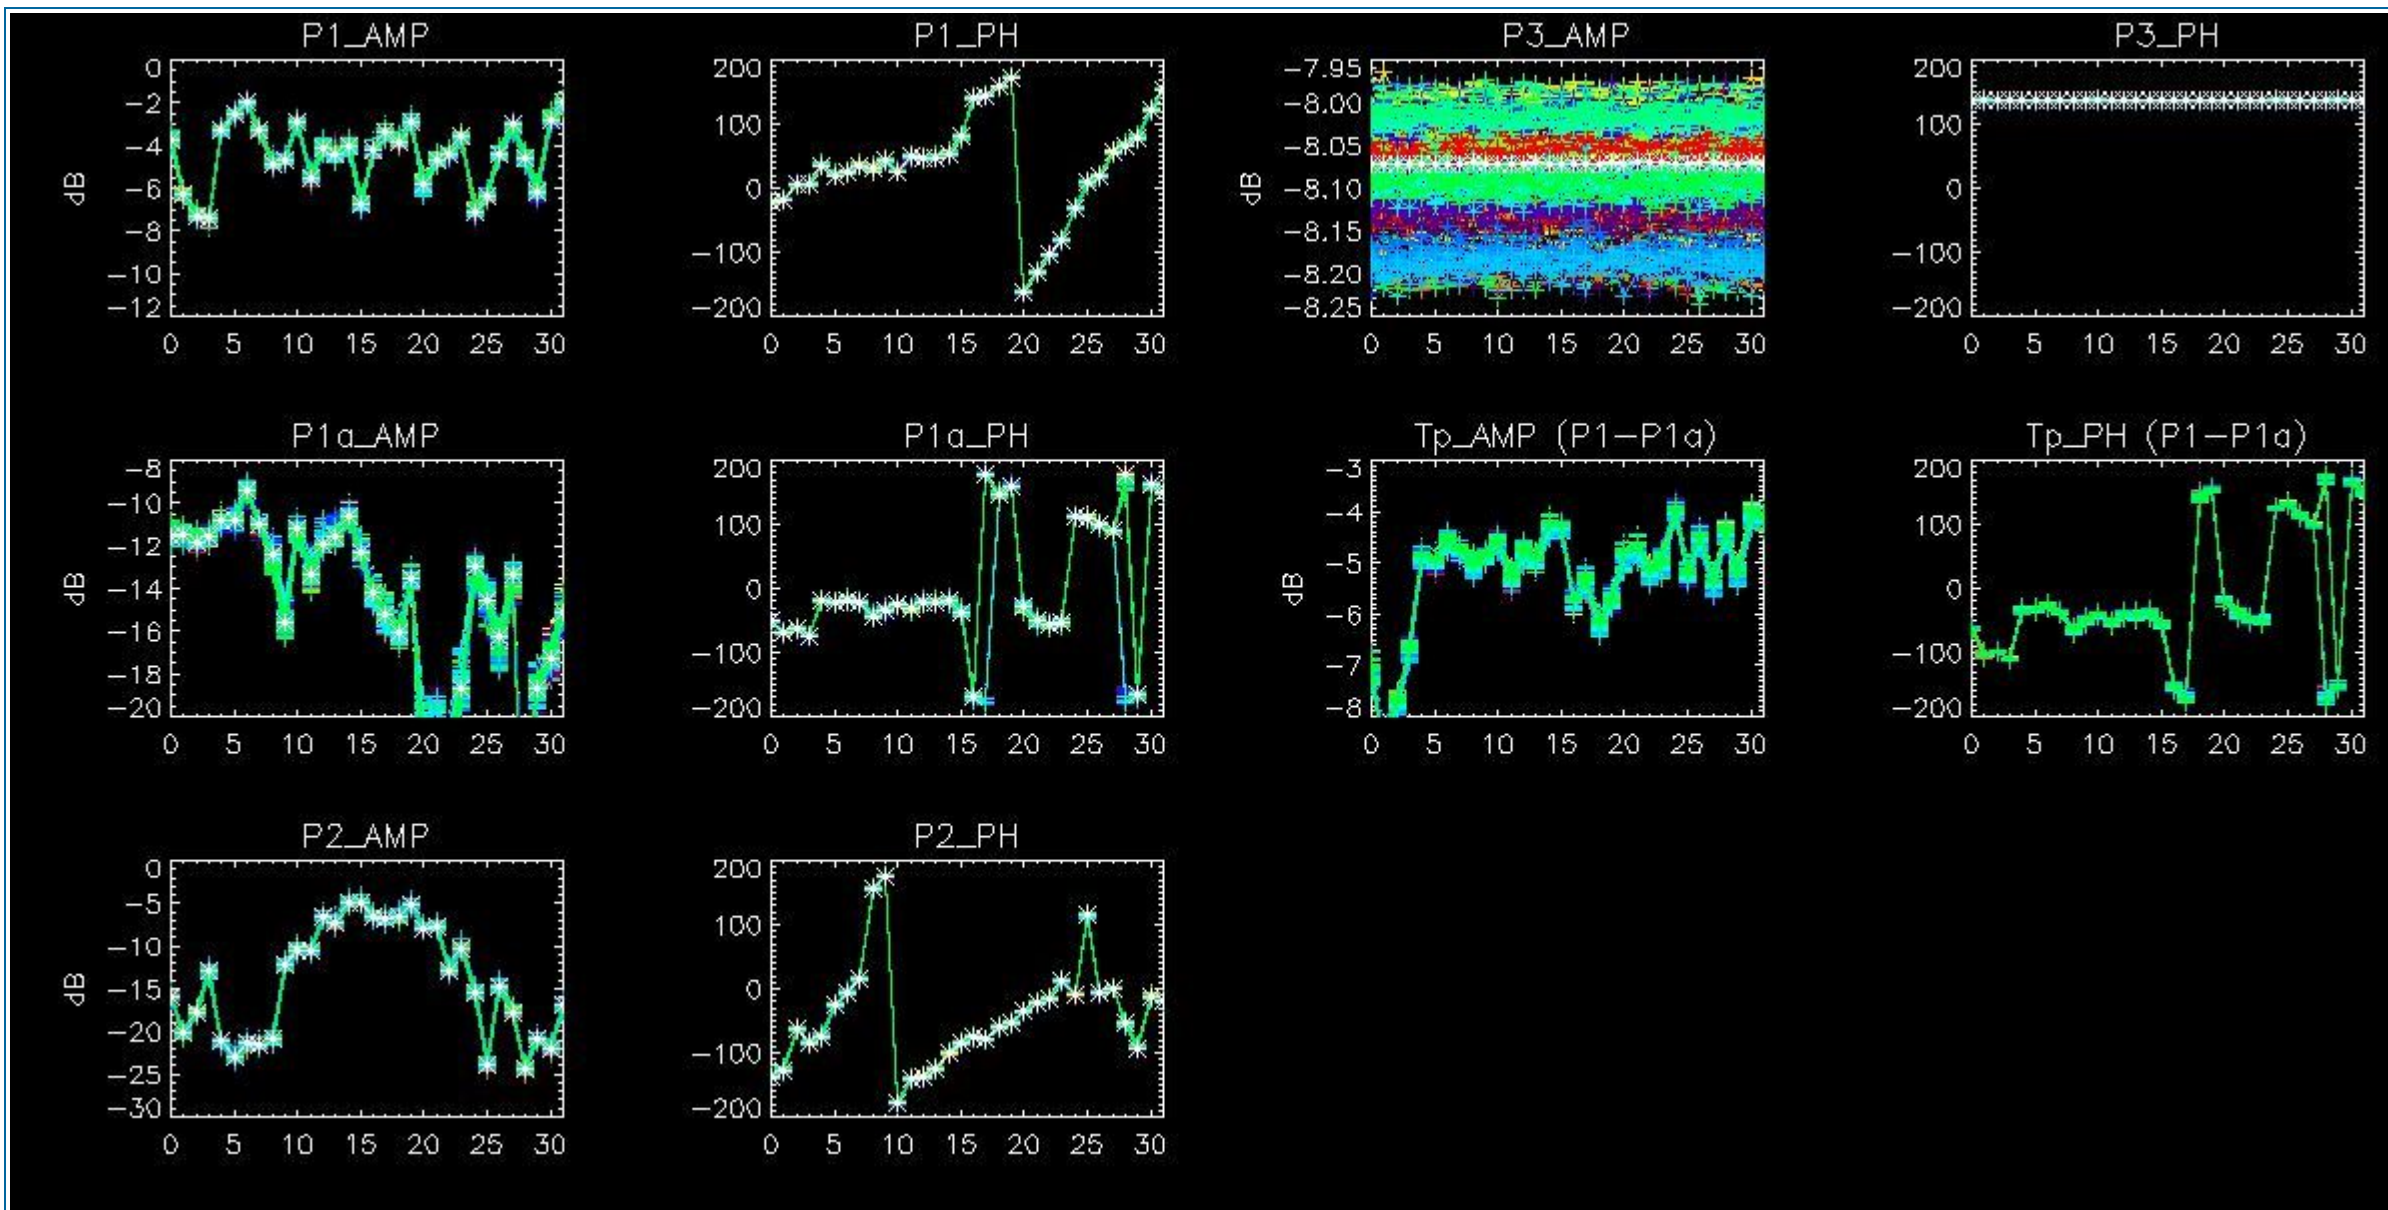 P1_AMP
0
−2
−4
−6
−8
−10
−12
dB
0 5 10 15 20 25 30
P1_PH
200
100
0
−100
−200
0 5 10 15 20 25 30
P3_AMP
−7.95
−8.00
−8.05
−8.10
−8.15
−8.20
−8.25
dB
0 5 10 15 20 25 30
P3_PH
200
100
0
−100
−200
0 5 10 15 20 25 30
P1a_AMP
−8
−10
−12
−14
−16
−18
−20
dB
0 5 10 15 20 25 30
P1a_PH
200
100
0
−100
−200
0 5 10 15 20 25 30
Tp_AMP (P1−P1a)
−3
−4
−5
−6
−7
−8
dB
0 5 10 15 20 25 30
Tp_PH (P1−P1a)
200
100
0
−100
−200
0 5 10 15 20 25 30
P2_AMP
0
−5
−10
−15
−20
−25
−30
dB
0 5 10 15 20 25 30
P2_PH
200
100
0
−100
−200
0 5 10 15 20 25 30